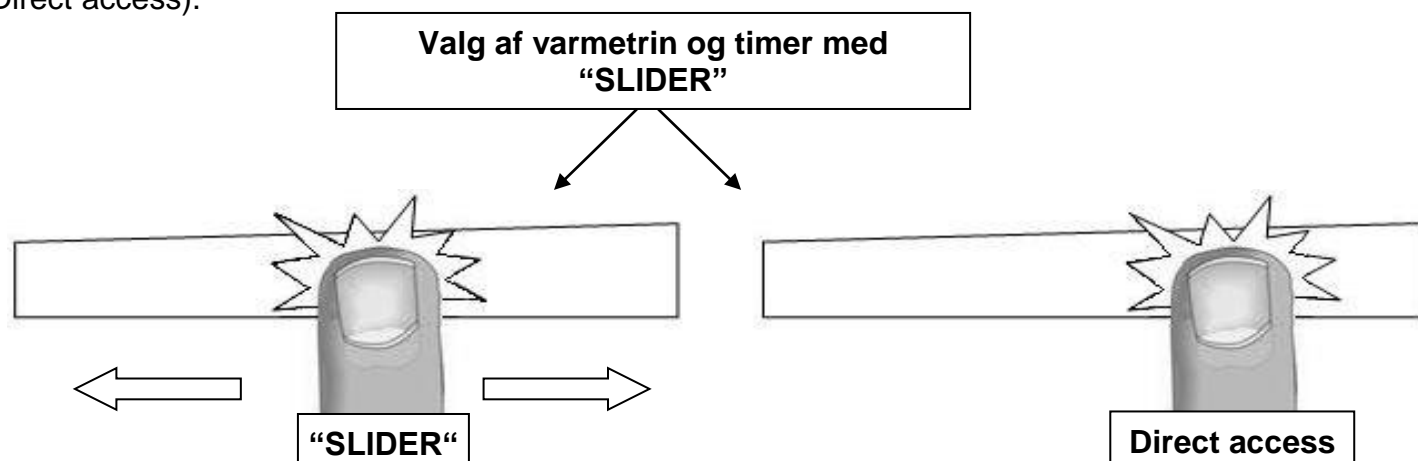 Direct access).
Valg af varmetrin og timer med
“SLIDER”
“SLIDER“
Direct access